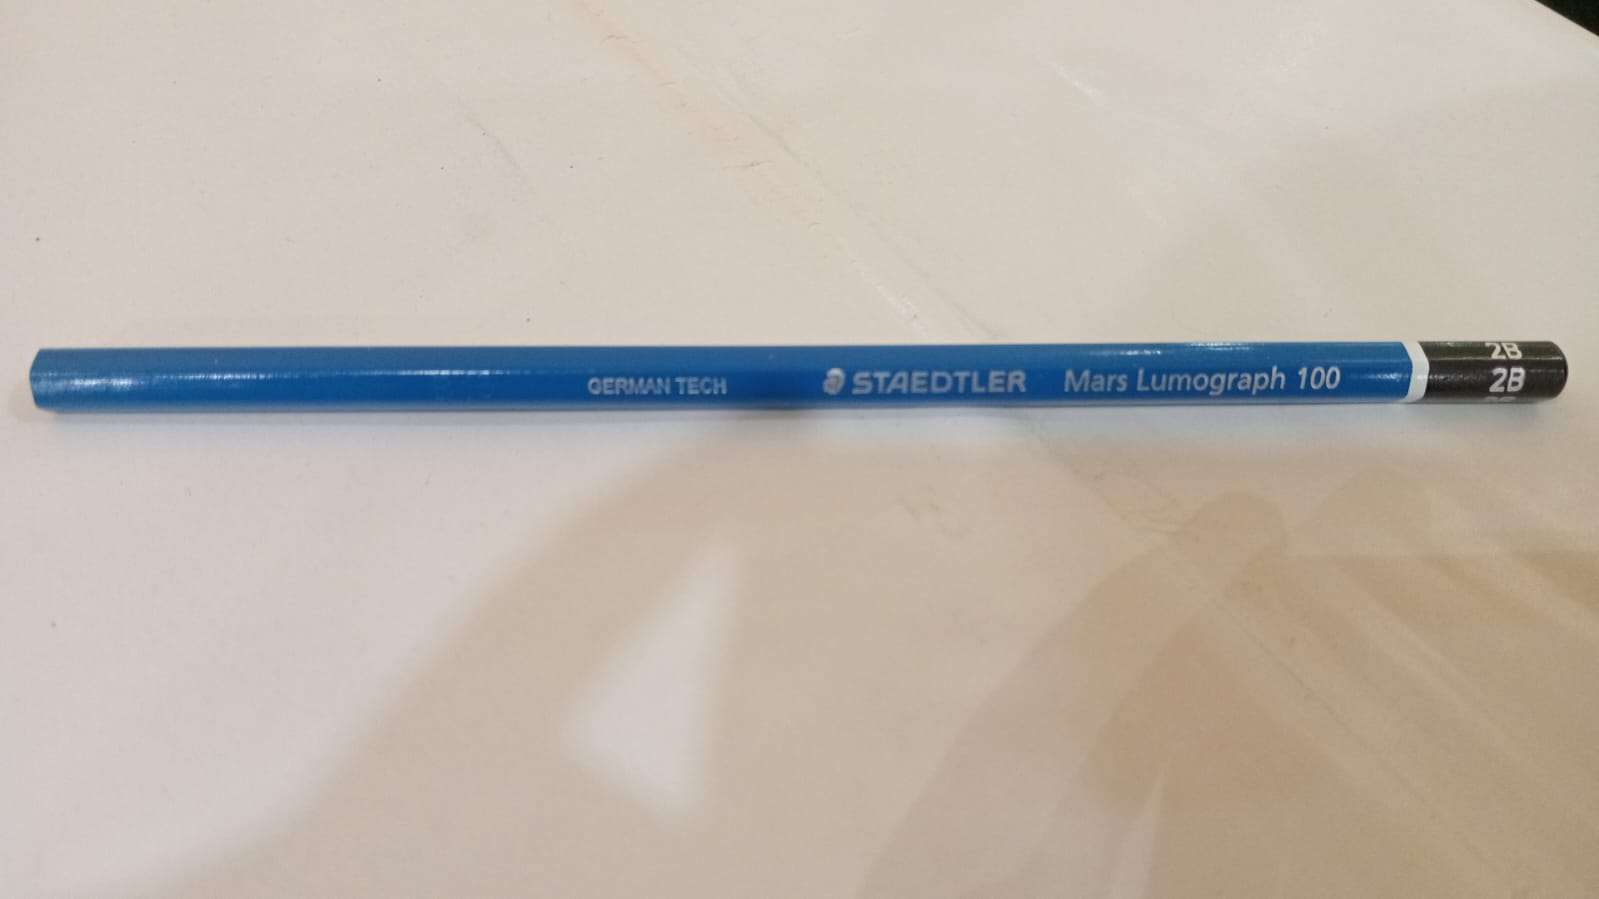 GERMAN TECH STAEDTLER Mars Lumograph 100 2B
2B